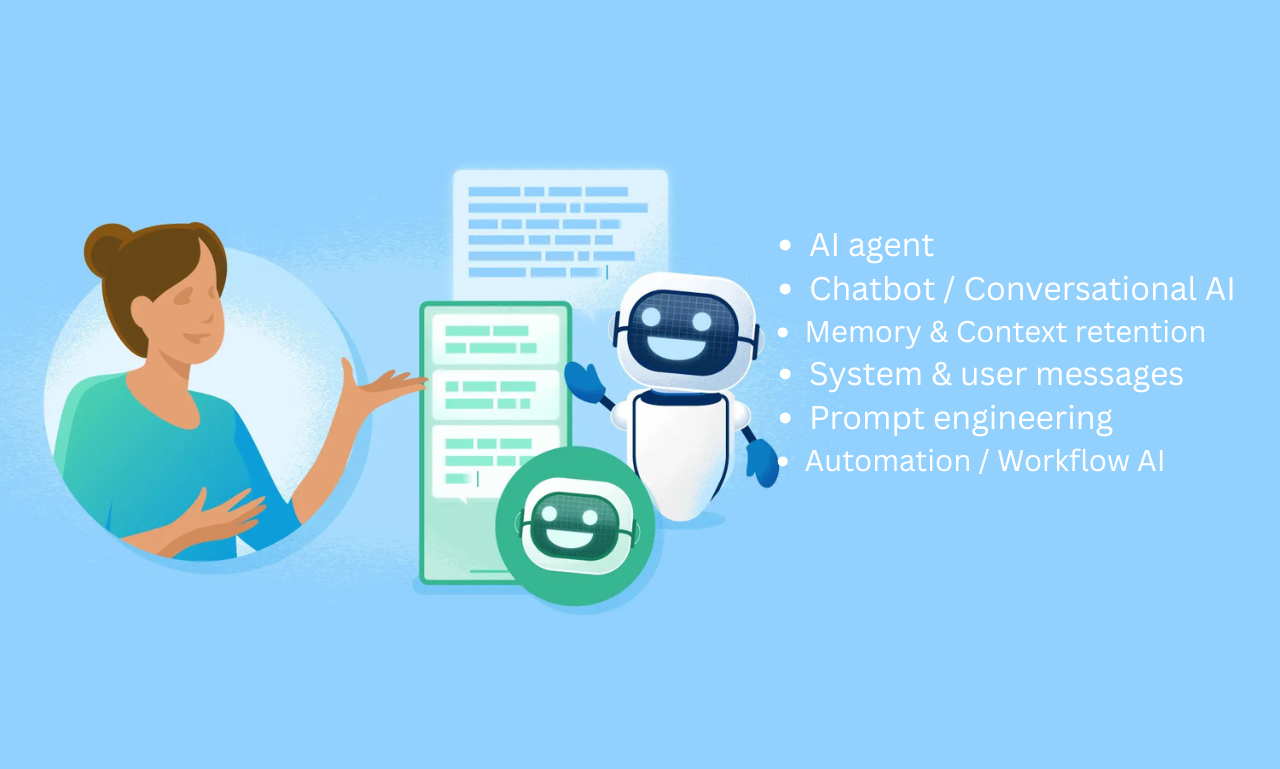 • AI agent
• Chatbot / Conversational AI
• Memory & Context retention
• System & user messages
• Prompt engineering
• Automation / Workflow AI